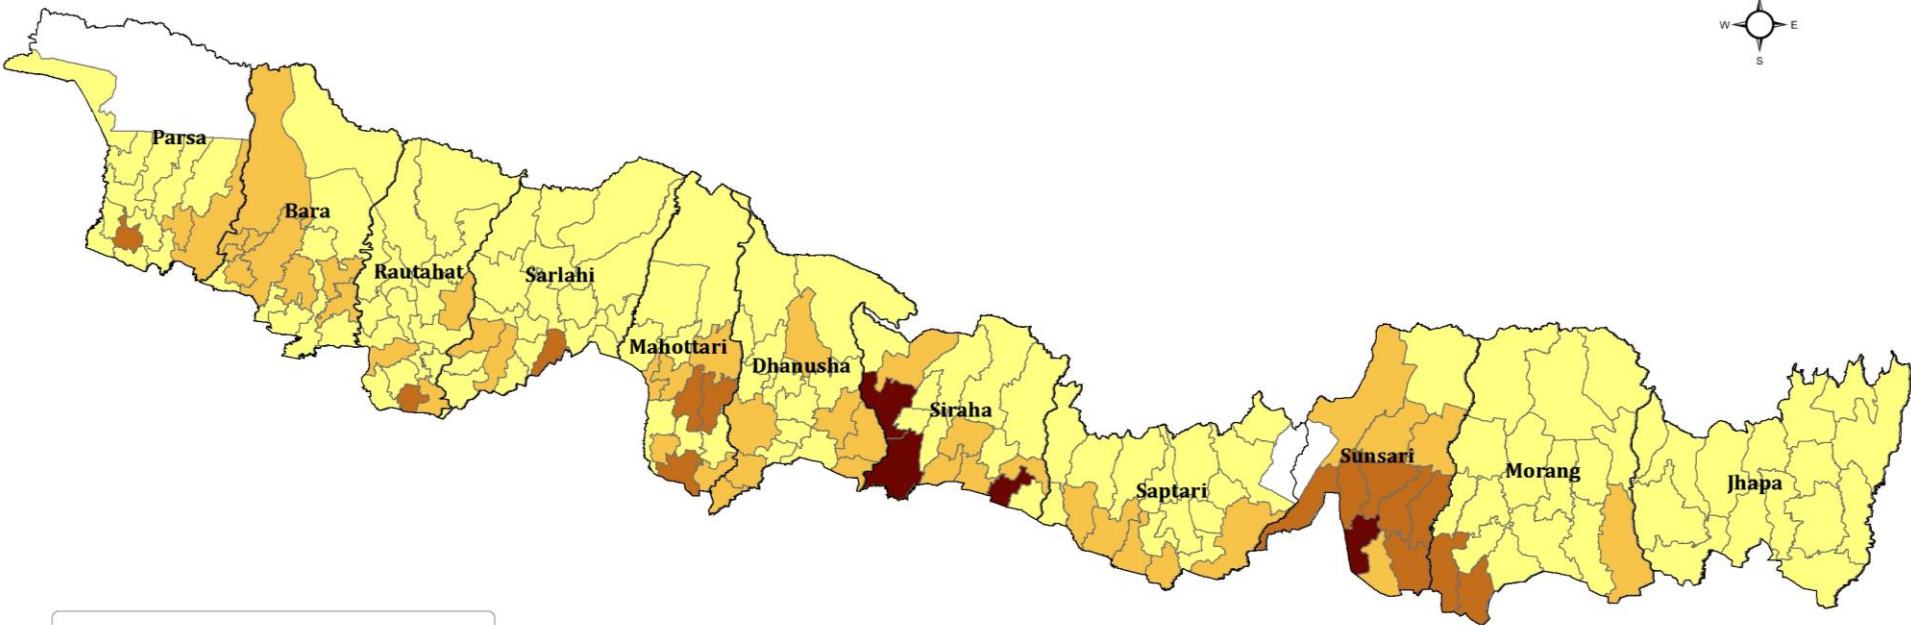 W E
S
Parsa
Bara
Rautahat
Sarlahi
Mahottari
Dhanusha
Siraha
Saptari
Sunsari
Morang
Jhapa